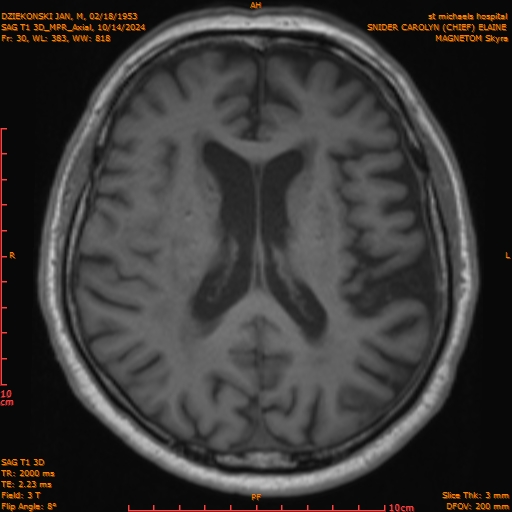 AH
DZIEKONSKI JAN, M, 02/18/1953
SAG T1 3D_MPR_Axial, 10/14/2024
Fr: 30, WL: 383, WW: 818
st michaels hospital
SNIDER CAROLYN (CHIEF) ELAINE
MAGNETOM Skyra
R
L
10
cm
SAG T1 3D
TR: 2000 ms
TE: 2.23 ms
Field: 3 T
Flip Angle: 8°
PF
10cm
Slice Thk: 3 mm
DFOV: 200 mm